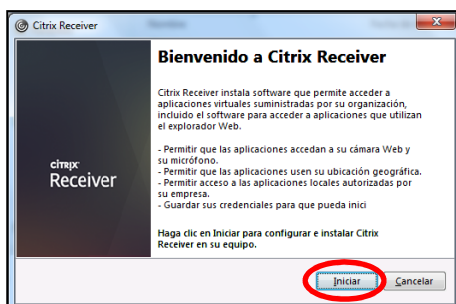 Citrix Receiver
Bienvenido a Citrix Receiver
Citrix Receiver instala software que permite acceder a
aplicaciones virtuales suministradas por su organización,
incluido el software para acceder a aplicaciones que utilizan
el explorador Web.
- Permitir que las aplicaciones accedan a su cámara Web y
su micrófono.
- Permitir que las aplicaciones usen su ubicación geográfica.
- Permitir acceso a las aplicaciones locales autorizadas por
su empresa.
- Guardar sus credenciales para que pueda inici
CITRIX
Receiver
Haga clic en Iniciar para configurar e instalar Citrix
Receiver en su equipo.
Iniciar
Cancelar